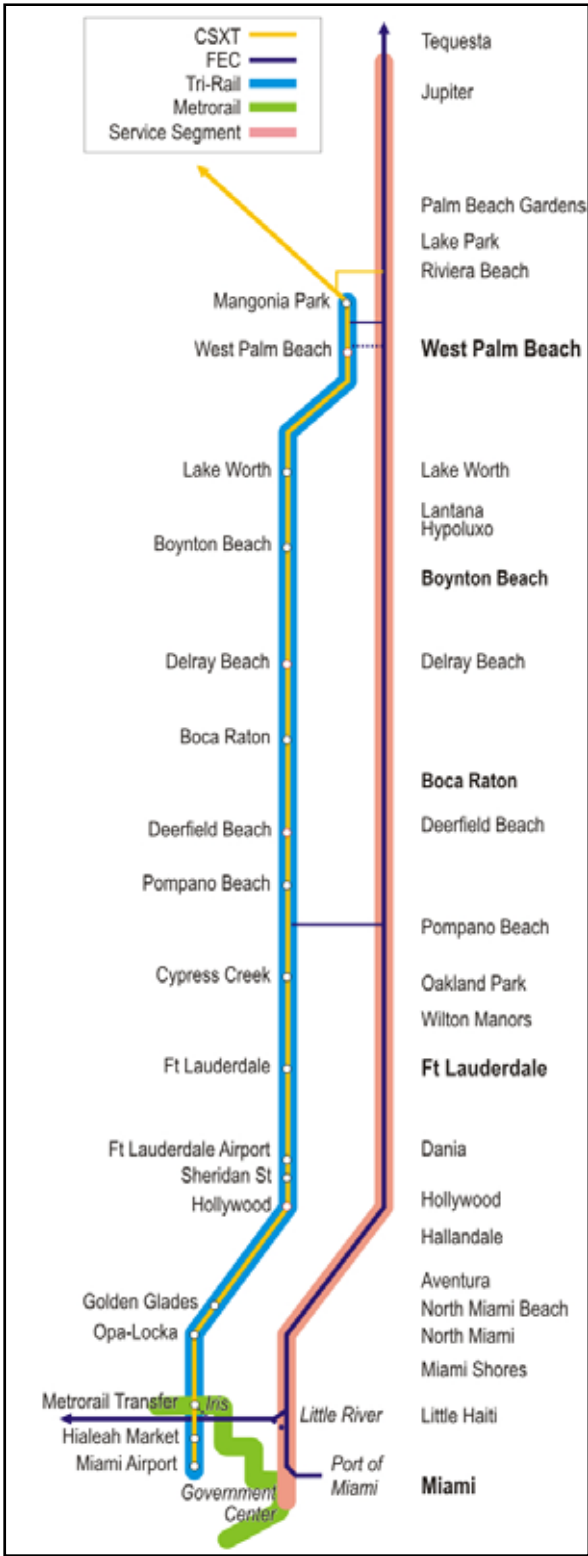 CSXT
FEC
Tri-Rail
Metrorail
Service Segment
Tequesta
Jupiter
Palm Beach Gardens
Lake Park
Riviera Beach
Mangonia Park
West Palm Beach
West Palm Beach
Lake Worth
Lake Worth
Lantana
Hypoluxo
Boynton Beach
Boynton Beach
Delray Beach
Delray Beach
Boca Raton
Boca Raton
Deerfield Beach
Deerfield Beach
Pompano Beach
Pompano Beach
Cypress Creek
Oakland Park
Wilton Manors
Ft Lauderdale
Ft Lauderdale
Ft Lauderdale Airport
Dania
Sheridan St
Hollywood
Hollywood
Hallandale
Aventura
Golden Glades
North Miami Beach
Opa-Locka
North Miami
Miami Shores
Metrorail Transfer
Iris
Little River
Little Haiti
Hialeah Market
Miami Airport
Port of
Miami
Miami
Government
Center